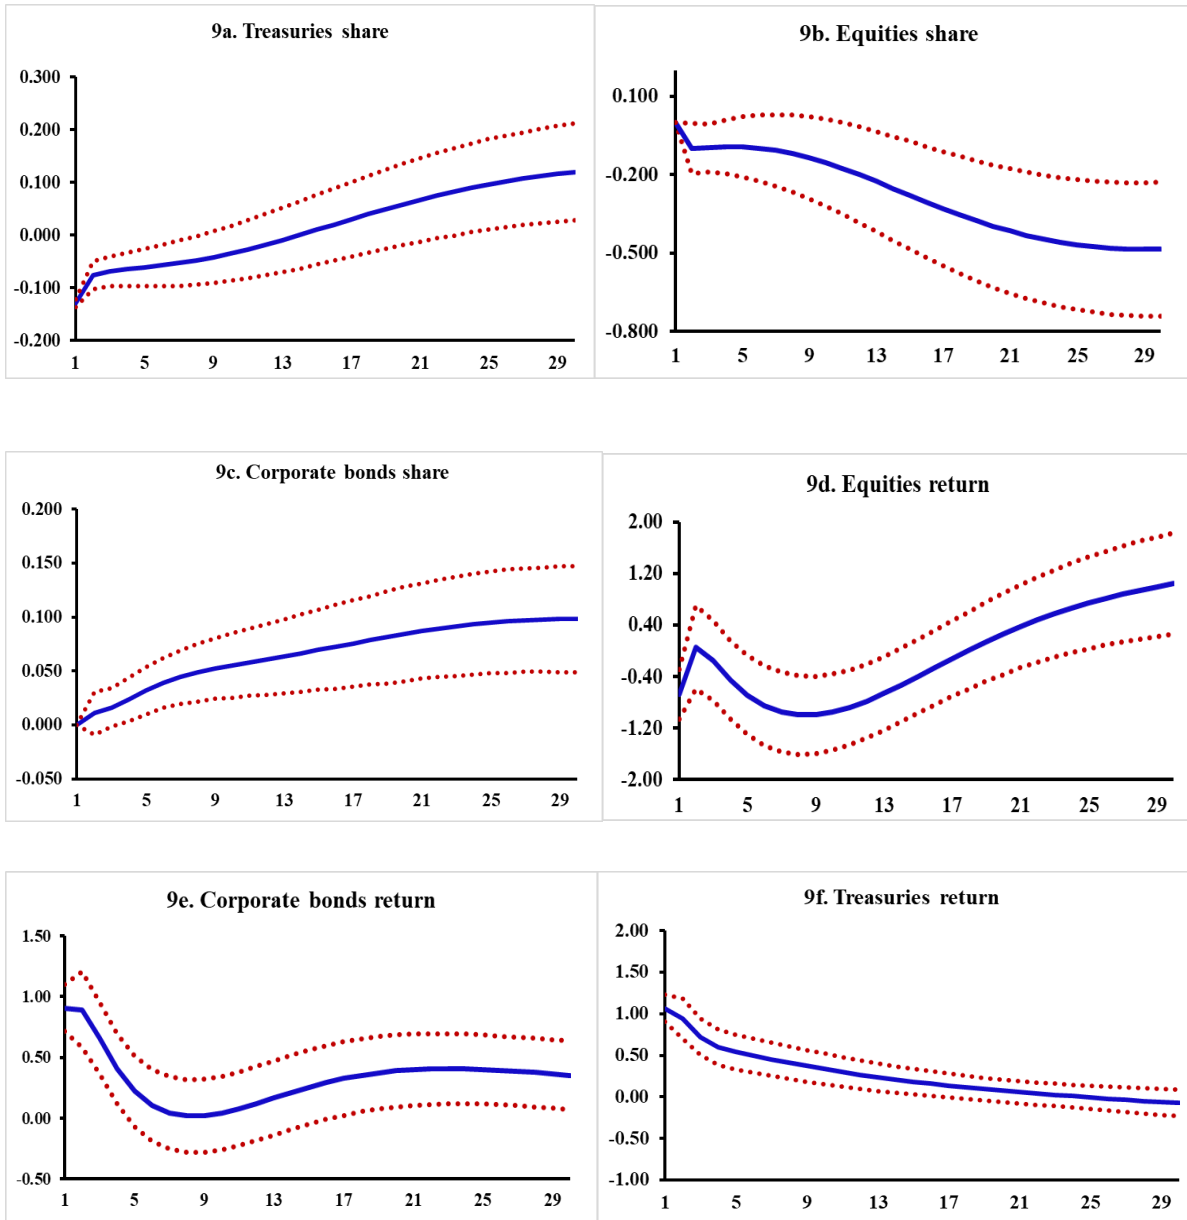 9a. Treasuries share
0.300
0.200
0.100
0.000
-0.100
-0.200
1 5 9 13 17 21 25 29
9b. Equities share
0.100
-0.200
-0.500
-0.800
1 5 9 13 17 21 25 29
9c. Corporate bonds share
0.200
0.150
0.100
0.050
0.000
-0.050
1 5 9 13 17 21 25 29
9d. Equities return
2.00
1.20
0.40
-0.40
-1.20
-2.00
1 5 9 13 17 21 25 29
9e. Corporate bonds return
1.50
1.00
0.50
0.00
-0.50
1 5 9 13 17 21 25 29
9f. Treasuries return
2.00
1.50
1.00
0.50
0.00
-0.50
-1.00
1 5 9 13 17 21 25 29